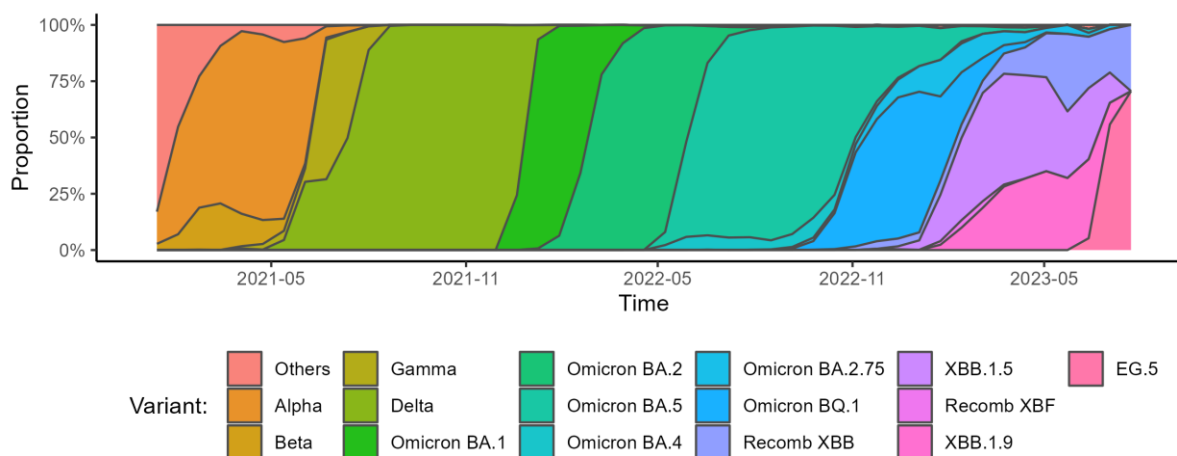 100%
75%
50%
25%
0%
Proportion
2021-05 2021-11 2022-05 2022-11 2023-05
Time
Variant:
Others Gamma Omicron BA.2 Omicron BA.2.75 XBB.1.5 EG.5
Alpha Delta Omicron BA.5 Omicron BQ.1 Recomb XBF
Beta Omicron BA.1 Omicron BA.4 Recomb XBB XBB.1.9